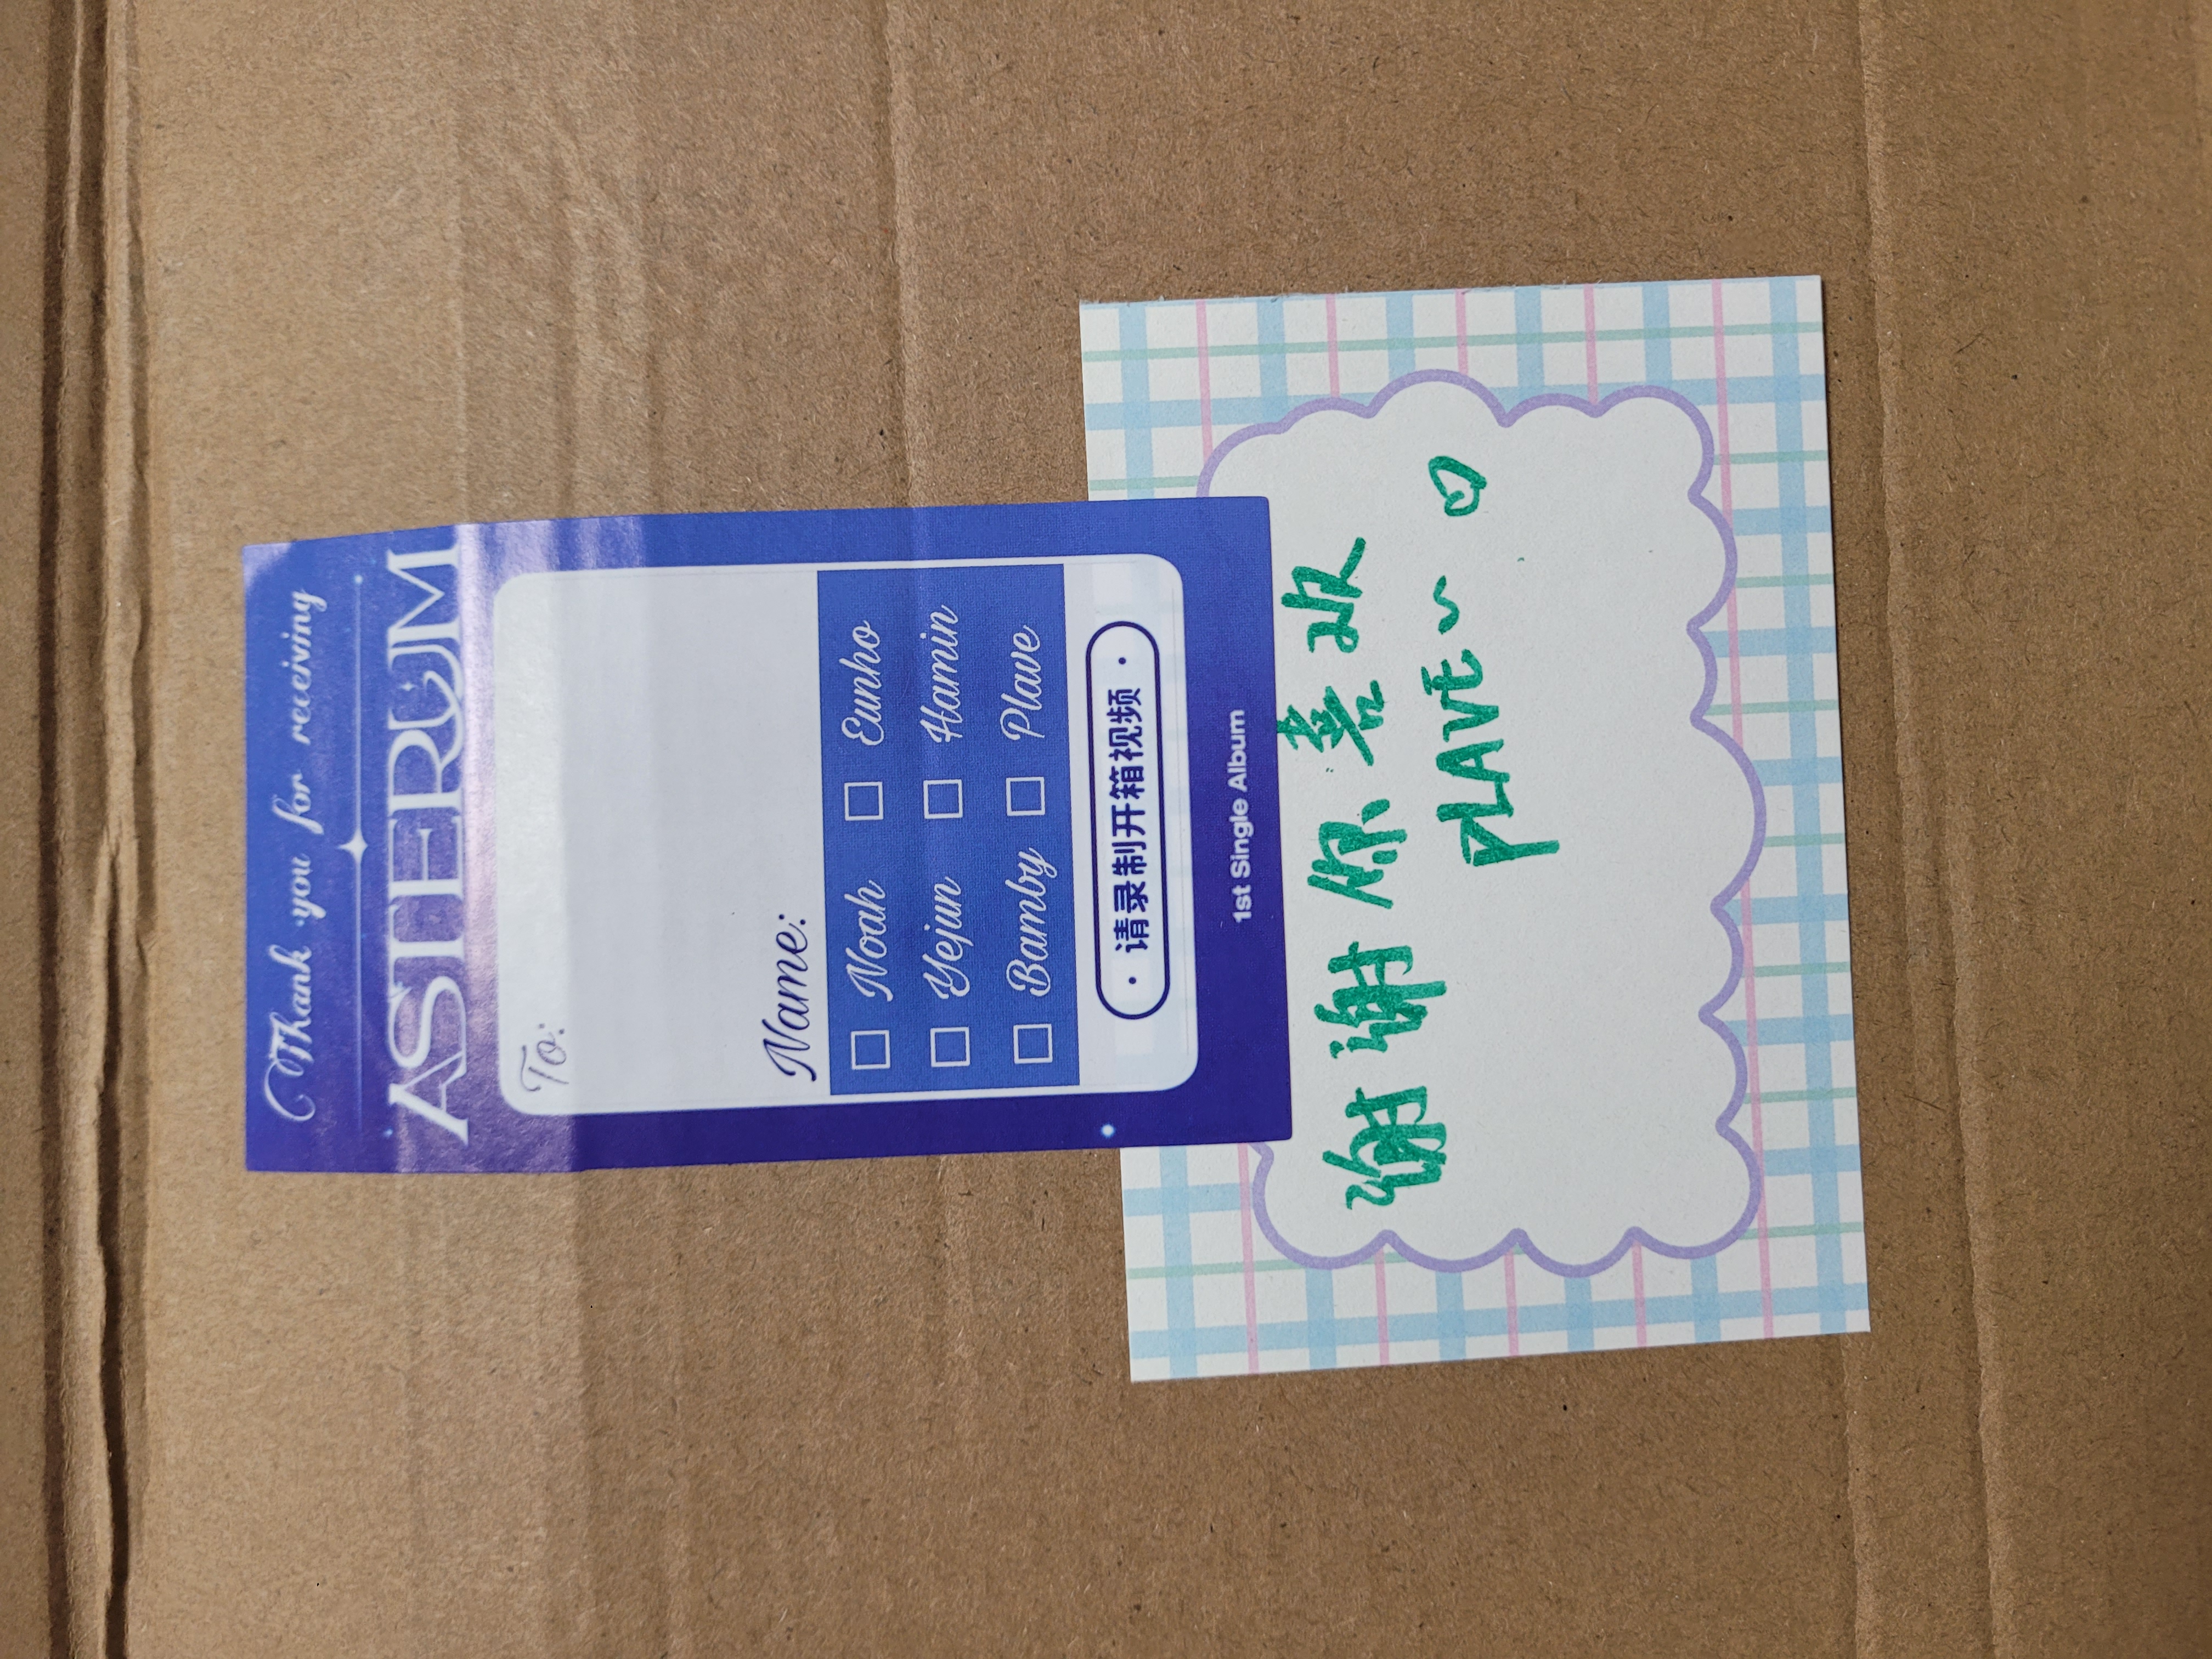 Thank you for receiving
ASTERUM
To:
Name:
Noah Eunho
Yejun Hamin
Bamby Plave
• 请录制开箱视频 •
1st Single Album
谢谢你喜欢
PLAVE~ ♡